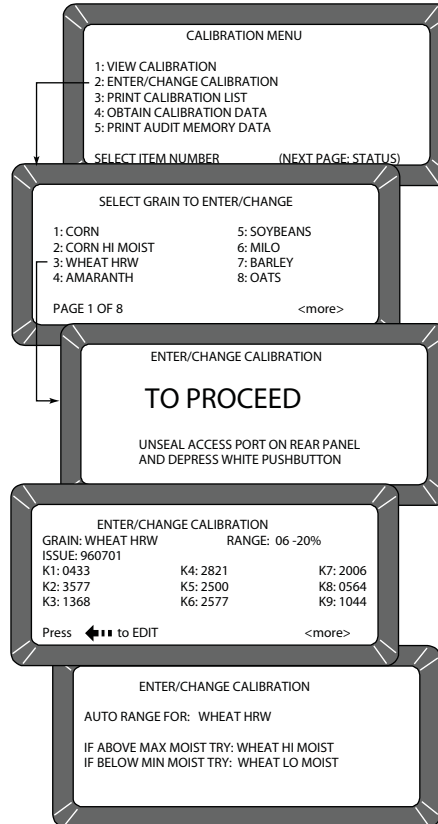 CALIBRATION MENU
1: VIEW CALIBRATION
2: ENTER/CHANGE CALIBRATION
3: PRINT CALIBRATION LIST
4: OBTAIN CALIBRATION DATA
5: PRINT AUDIT MEMORY DATA
SELECT ITEM NUMBER (NEXT PAGE: STATUS)
SELECT GRAIN TO ENTER/CHANGE
1: CORN 5: SOYBEANS
2: CORN HI MOIST 6: MILO
3: WHEAT HRW 7: BARLEY
4: AMARANTH 8: OATS
PAGE 1 OF 8 <more>
ENTER/CHANGE CALIBRATION
TO PROCEED
UNSEAL ACCESS PORT ON REAR PANEL
AND DEPRESS WHITE PUSHBUTTON
ENTER/CHANGE CALIBRATION
GRAIN: WHEAT HRW RANGE: 06 -20%
ISSUE: 960701
K1: 0433 K4: 2821 K7: 2006
K2: 3577 K5: 2500 K8: 0564
K3: 1368 K6: 2577 K9: 1044
Press to EDIT <more>
ENTER/CHANGE CALIBRATION
AUTO RANGE FOR: WHEAT HRW
IF ABOVE MAX MOIST TRY: WHEAT HI MOIST
IF BELOW MIN MOIST TRY: WHEAT LO MOIST